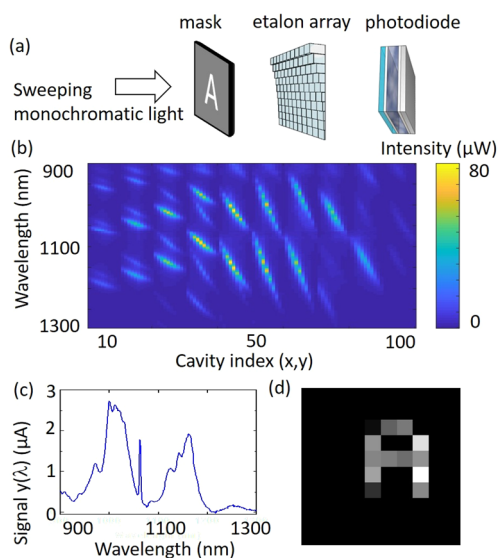 mask
etalon array
photodiode
(a)
A
Sweeping
monochromatic light
(b)
Intensity (µW)
900
80
Wavelength (nm)
1100
1300
0
10
50
100
Cavity index (x,y)
(c)
(d)
3
Signal y(λ) (µA)
2
1
0
900
1100
1300
Wavelength (nm)